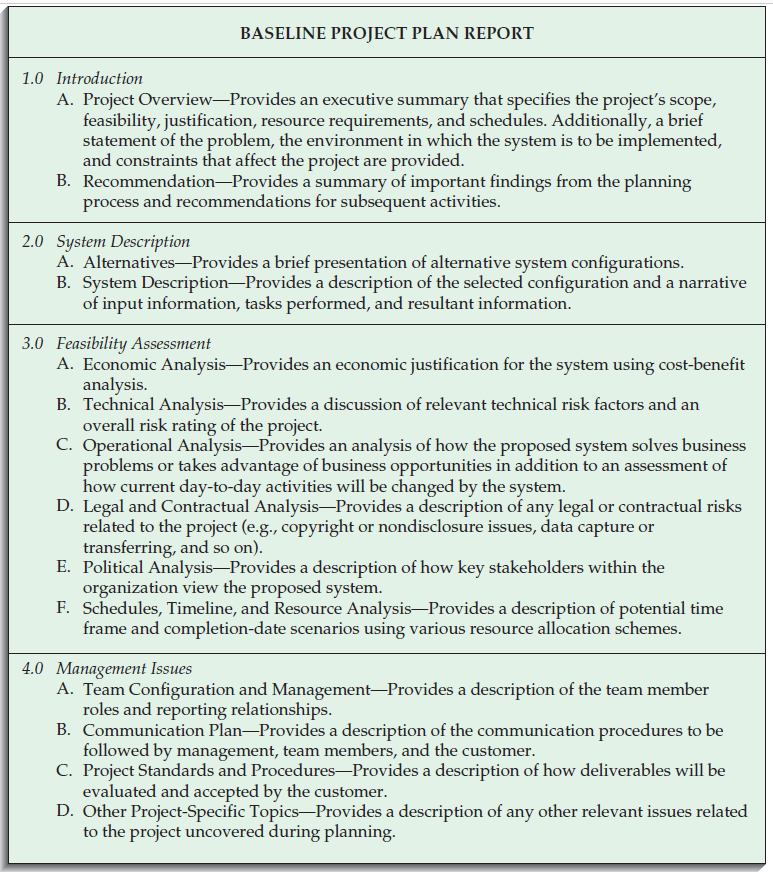 BASELINE PROJECT PLAN REPORT
1.0 Introduction
A. Project Overview—Provides an executive summary that specifies the project's scope,
feasibility, justification, resource requirements, and schedules. Additionally, a brief
statement of the problem, the environment in which the system is to be implemented,
and constraints that affect the project are provided.
B. Recommendation—Provides a summary of important findings from the planning
process and recommendations for subsequent activities.
2.0 System Description
A. Alternatives—Provides a brief presentation of alternative system configurations.
B. System Description—Provides a description of the selected configuration and a narrative
of input information, tasks performed, and resultant information.
3.0 Feasibility Assessment
A. Economic Analysis—Provides an economic justification for the system using cost-benefit
analysis.
B. Technical Analysis—Provides a discussion of relevant technical risk factors and an
overall risk rating of the project.
C. Operational Analysis—Provides an analysis of how the proposed system solves business
problems or takes advantage of business opportunities in addition to an assessment of
how current day-to-day activities will be changed by the system.
D. Legal and Contractual Analysis—Provides a description of any legal or contractual risks
related to the project (e.g., copyright or nondisclosure issues, data capture or
transferring, and so on).
E. Political Analysis—Provides a description of how key stakeholders within the
organization view the proposed system.
F. Schedules, Timeline, and Resource Analysis—Provides a description of potential time
frame and completion-date scenarios using various resource allocation schemes.
4.0 Management Issues
A. Team Configuration and Management—Provides a description of the team member
roles and reporting relationships.
B. Communication Plan—Provides a description of the communication procedures to be
followed by management, team members, and the customer.
C. Project Standards and Procedures—Provides a description of how deliverables will be
evaluated and accepted by the customer.
D. Other Project-Specific Topics—Provides a description of any other relevant issues related
to the project uncovered during planning.